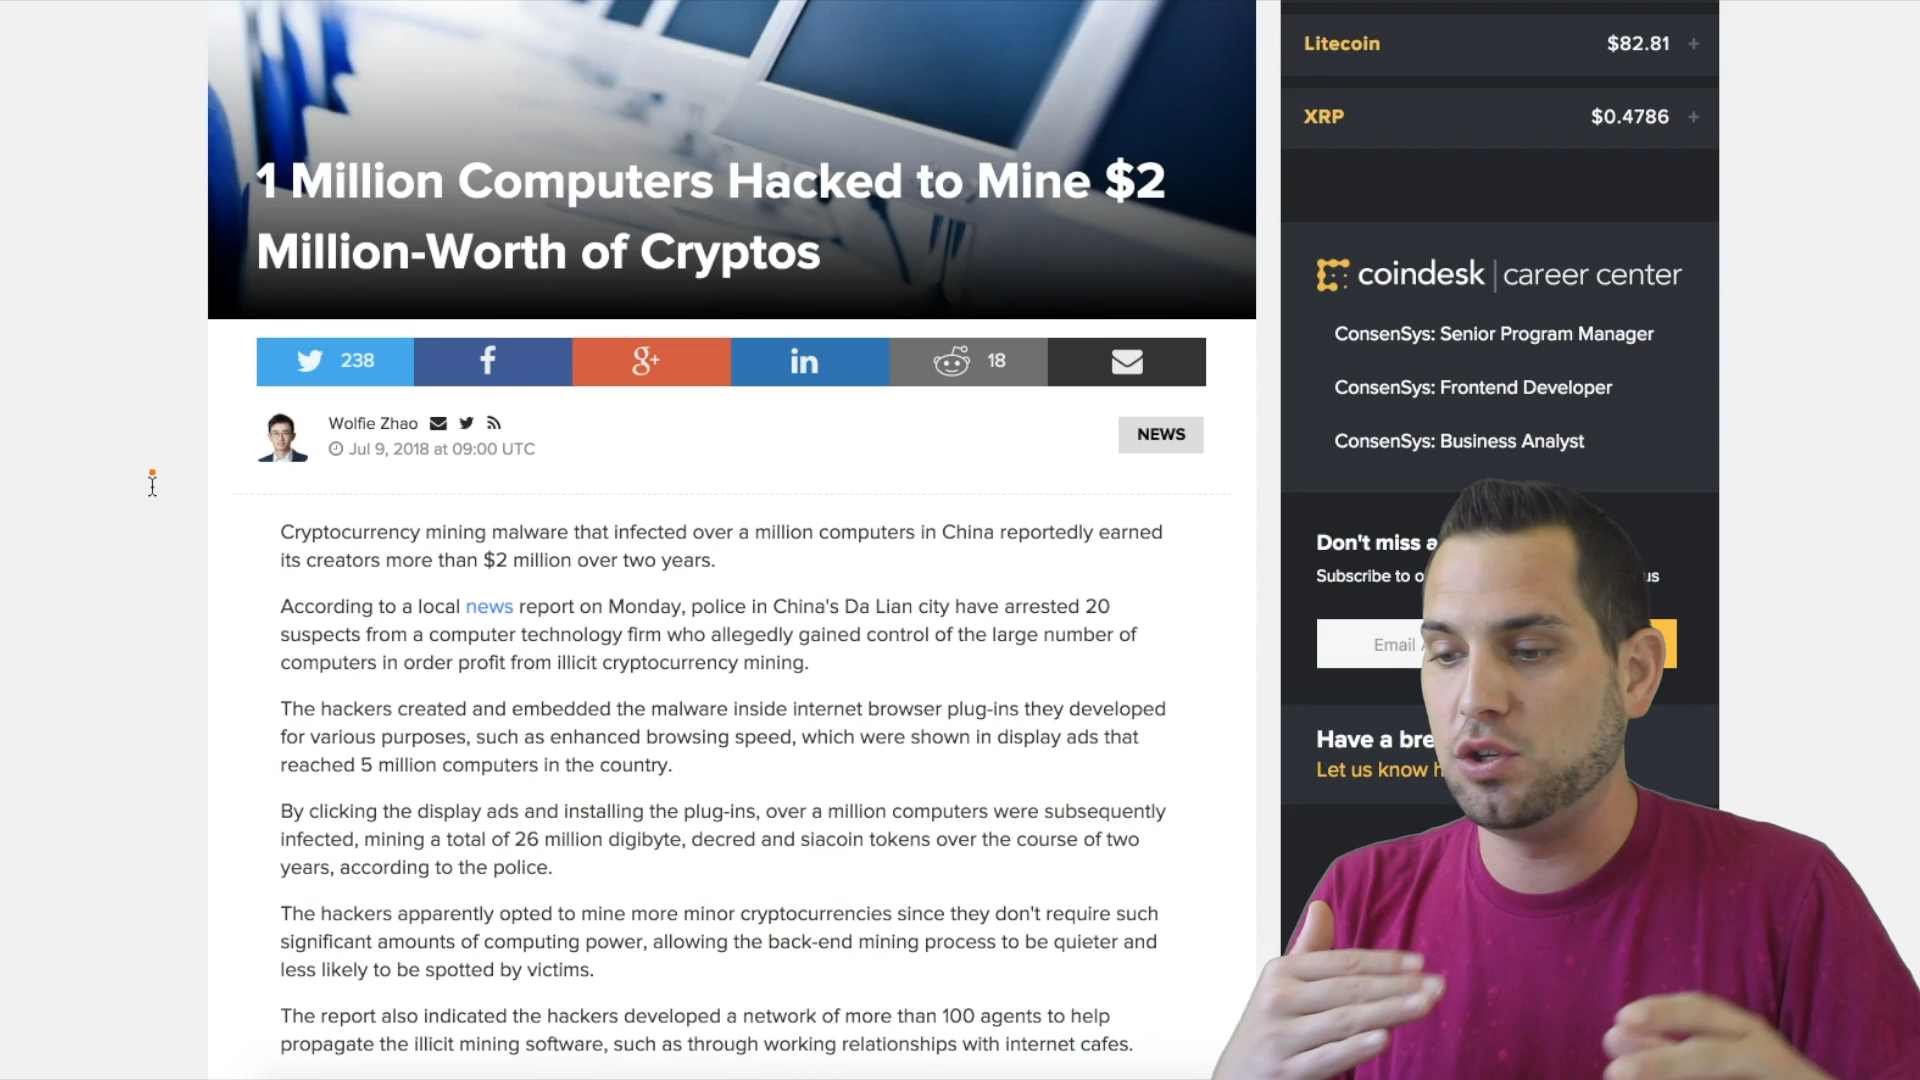 1 Million Computers Hacked to Mine $2
Million-Worth of Cryptos
238
18
Wolfie Zhao
Jul 9, 2018 at 09:00 UTC
NEWS
Cryptocurrency mining malware that infected over a million computers in China reportedly earned
its creators more than $2 million over two years.
According to a local news report on Monday, police in China's Da Lian city have arrested 20
suspects from a computer technology firm who allegedly gained control of the large number of
computers in order profit from illicit cryptocurrency mining.
The hackers created and embedded the malware inside internet browser plug-ins they developed
for various purposes, such as enhanced browsing speed, which were shown in display ads that
reached 5 million computers in the country.
By clicking the display ads and installing the plug-ins, over a million computers were subsequently
infected, mining a total of 26 million digibyte, decred and siacoin tokens over the course of two
years, according to the police.
The hackers apparently opted to mine more minor cryptocurrencies since they don't require such
significant amounts of computing power, allowing the back-end mining process to be quieter and
less likely to be spotted by victims.
The report also indicated the hackers developed a network of more than 100 agents to help
propagate the illicit mining software, such as through working relationships with internet cafes.
Litecoin $82.81 +
XRP $0.4786 +
coindesk | career center
ConsenSys: Senior Program Manager
ConsenSys: Frontend Developer
ConsenSys: Business Analyst
Don't miss a
Subscribe to us
Email
Have a
Let us know